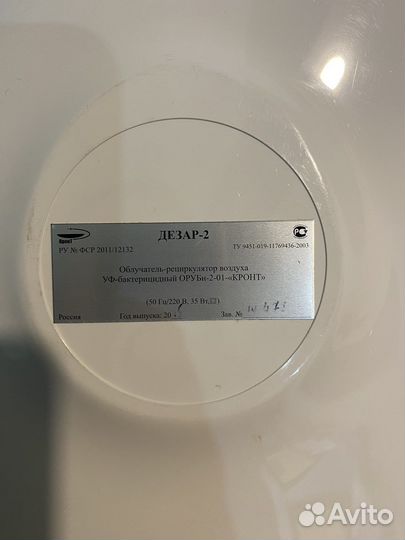 Кронт
ДЕЗАР-2
РУ № ФСР 2011/12132
ТУ 9451-019-11769436-2003
Облучатель-рециркулятор воздуха
УФ-бактерицидный ОРУБн-2-01-«КРОНТ»
(50 Гц/220 В, 35 Вт,)
Россия Год выпуска: 20 Зав. №
Avito